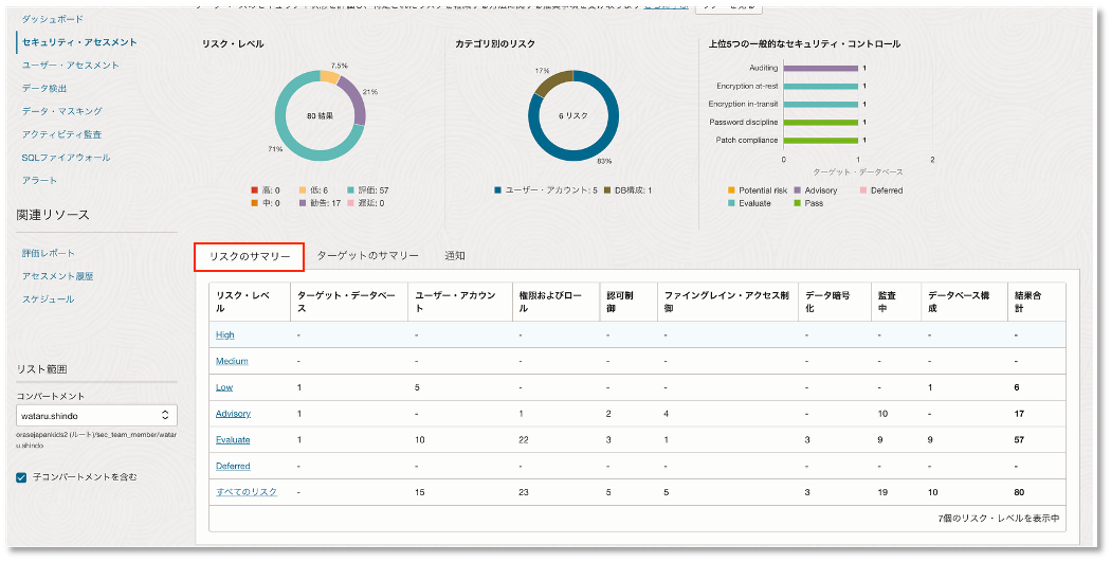 ダッシュボード
セキュリティ・アセスメント
ユーザー・アセスメント
データ検出
データ・マスキング
アクティビティ監査
SQLファイアウォール
アラート
関連リソース
評価レポート
アセスメント履歴
スケジュール
リスト範囲
コンパートメント
wataru.shindo
orasejapankids2 (ルート)/sec_team_member/watar
u.shindo
子コンパートメントを含む
リスク・レベル
7.5%
21%
71%
80 結果
高: 0 低: 6 評価: 57
中: 0 勧告: 17 遅延: 0
カテゴリ別のリスク
17%
83%
6 リスク
ユーザー・アカウント: 5 DB構成: 1
上位5つの一般的なセキュリティ・コントロール
Auditing 1
Encryption at-rest 1
Encryption in-transit 1
Password discipline 1
Patch compliance 1
0 1 2
ターゲット・データベース
Potential risk Advisory Deferred
Evaluate Pass
リスクのサマリー ターゲットのサマリー 通知
リスク・レベル ターゲット・データベース ユーザー・アカウント 権限およびロール 認可制御 ファイングレイン・アクセス制御 データ暗号化 監査中 データベース構成 結果合計
High - - - - - - - - -
Medium - - - - - - - - -
Low 1 5 - - - - - 1 6
Advisory 1 - 1 2 4 - 10 - 17
Evaluate 1 10 22 3 1 3 9 9 57
Deferred - - - - - - - - -
すべてのリスク - 15 23 5 5 3 19 10 80
7個のリスク・レベルを表示中